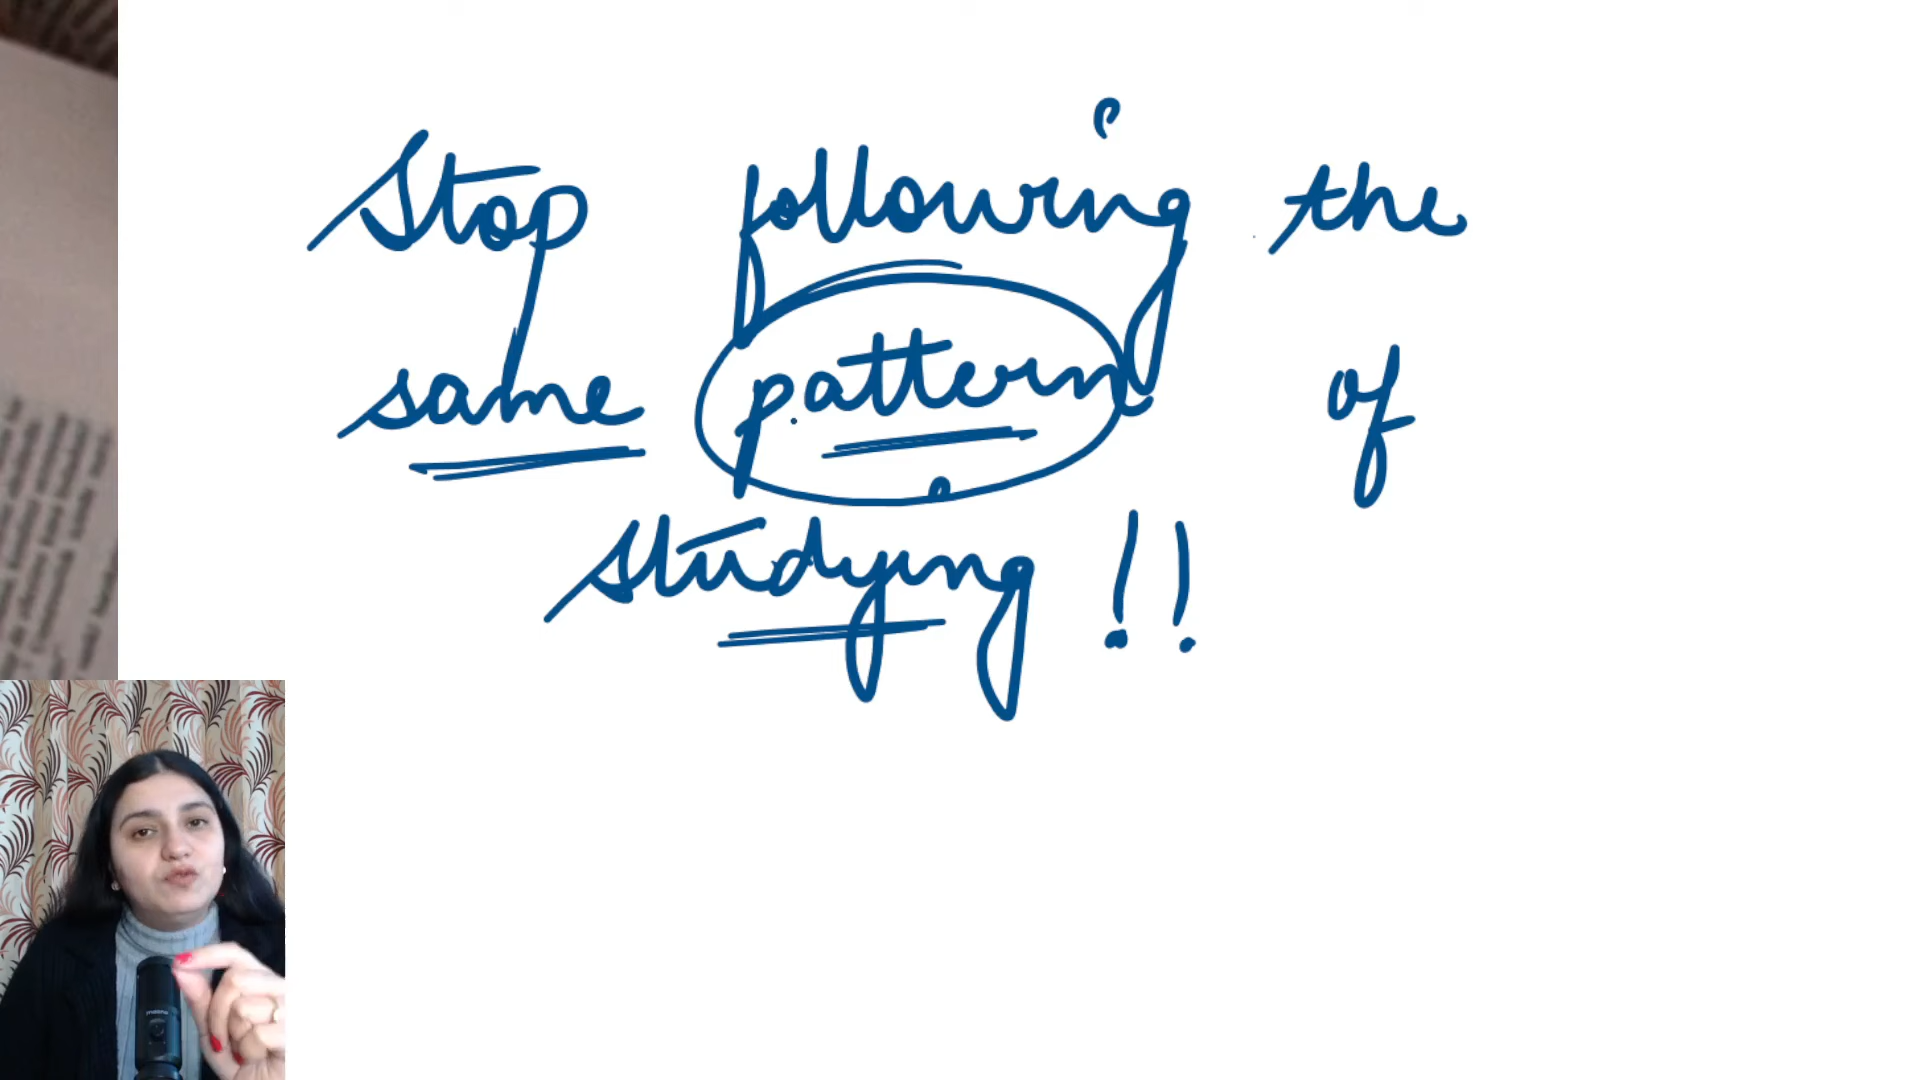 Stop following the
same pattern of
studying !!